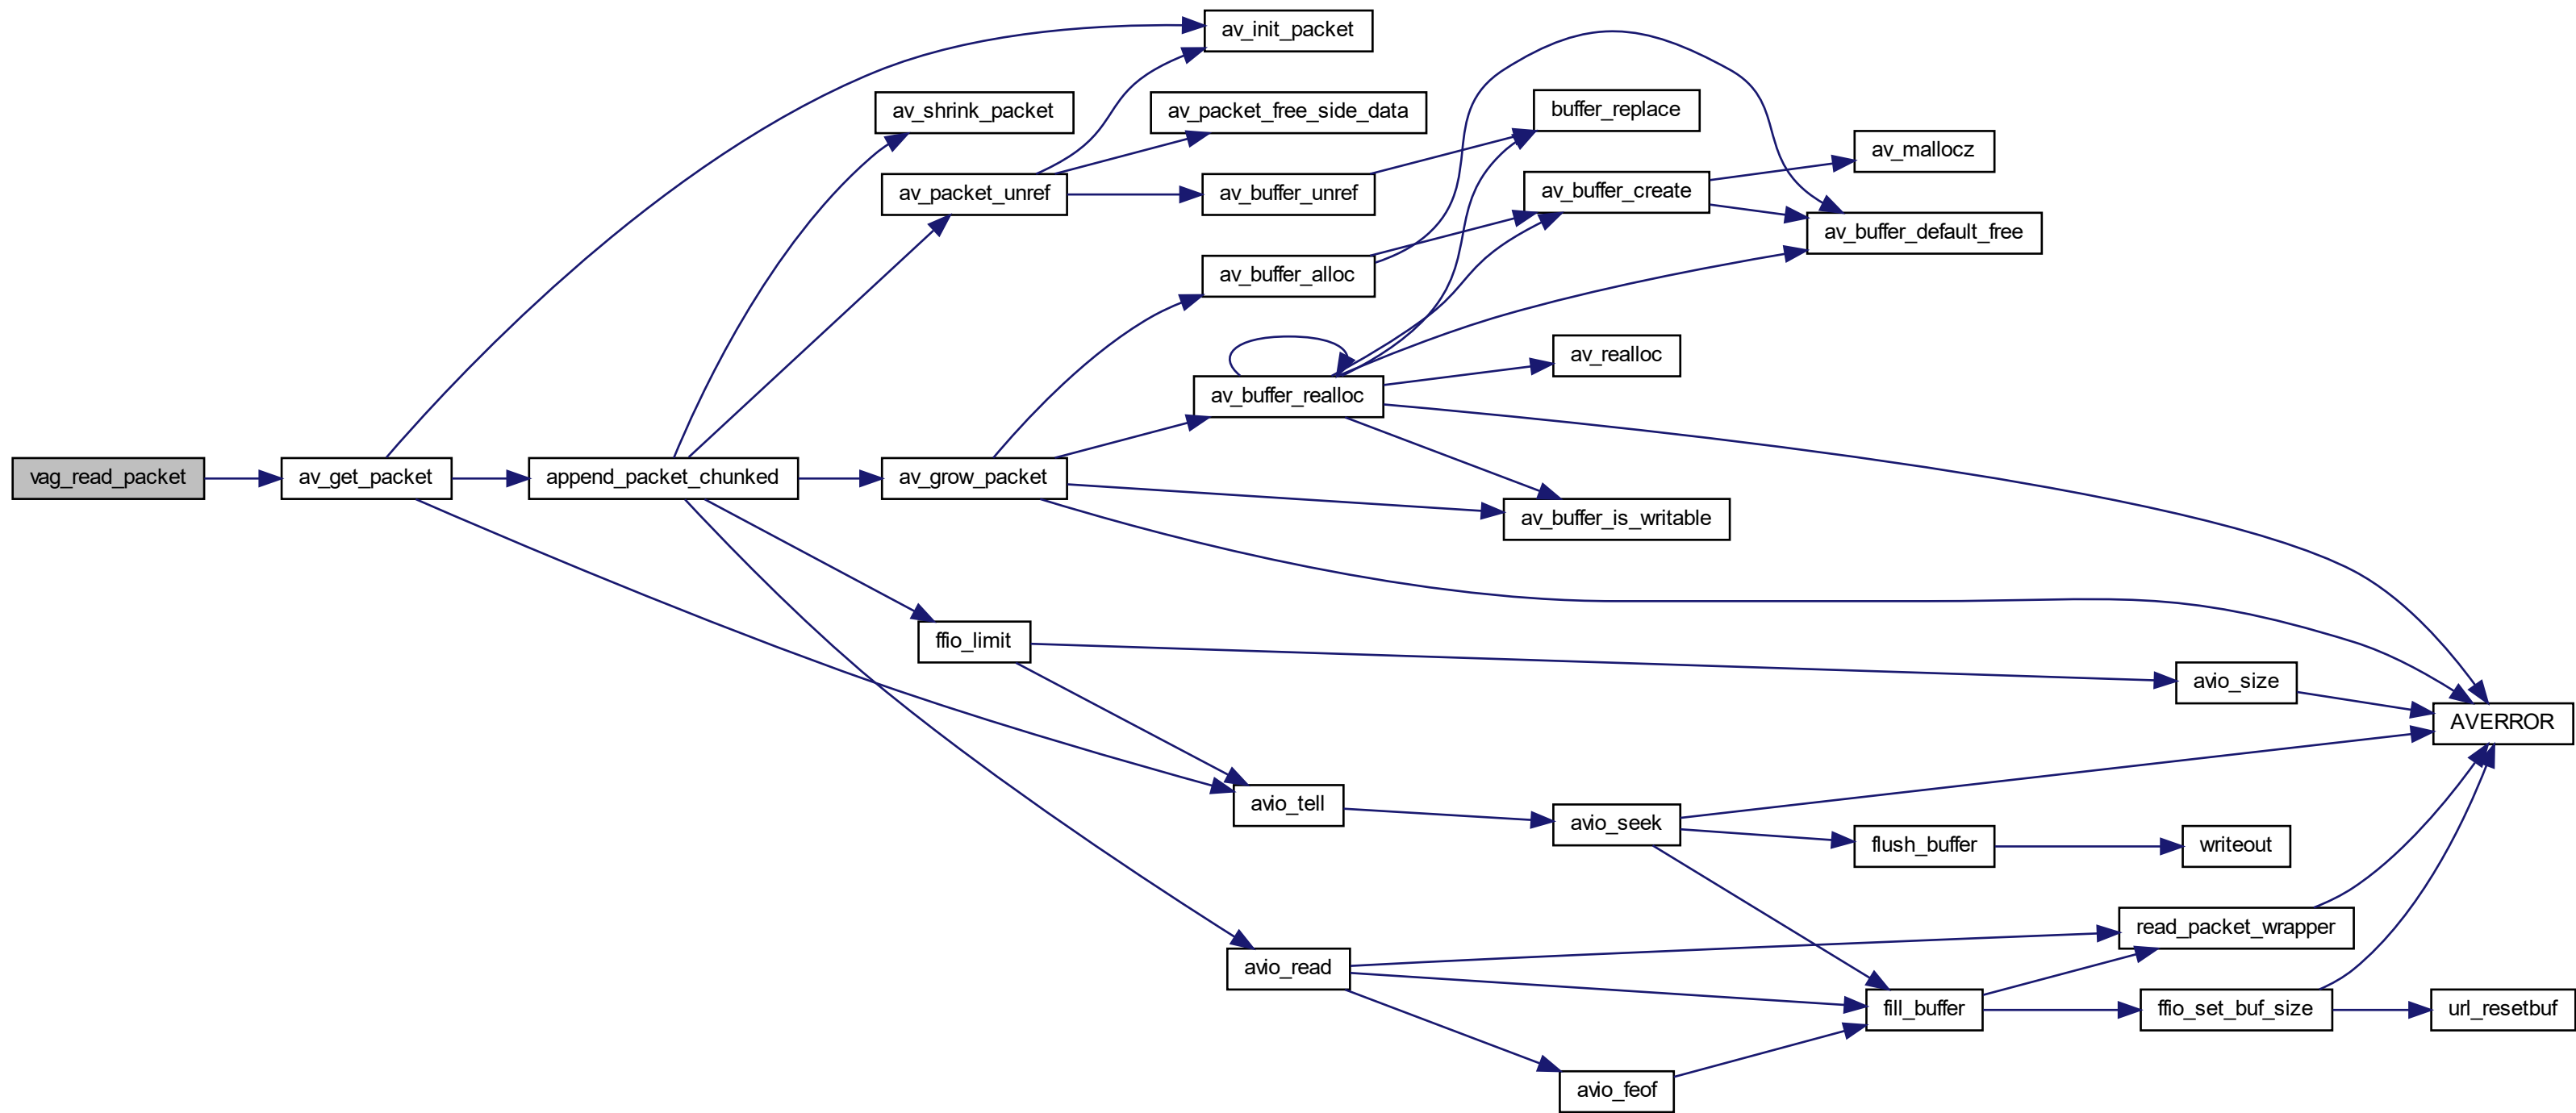 av_init_packet
av_shrink_packet
av_packet_free_side_data
buffer_replace
av_mallocz
av_packet_unref
av_buffer_unref
av_buffer_create
av_buffer_default_free
av_buffer_alloc
av_realloc
av_buffer_realloc
vag_read_packet
av_get_packet
append_packet_chunked
av_grow_packet
av_buffer_is_writable
ffio_limit
avio_size
AVERROR
avio_tell
avio_seek
flush_buffer
writeout
read_packet_wrapper
avio_read
fill_buffer
ffio_set_buf_size
url_resetbuf
avio_feof